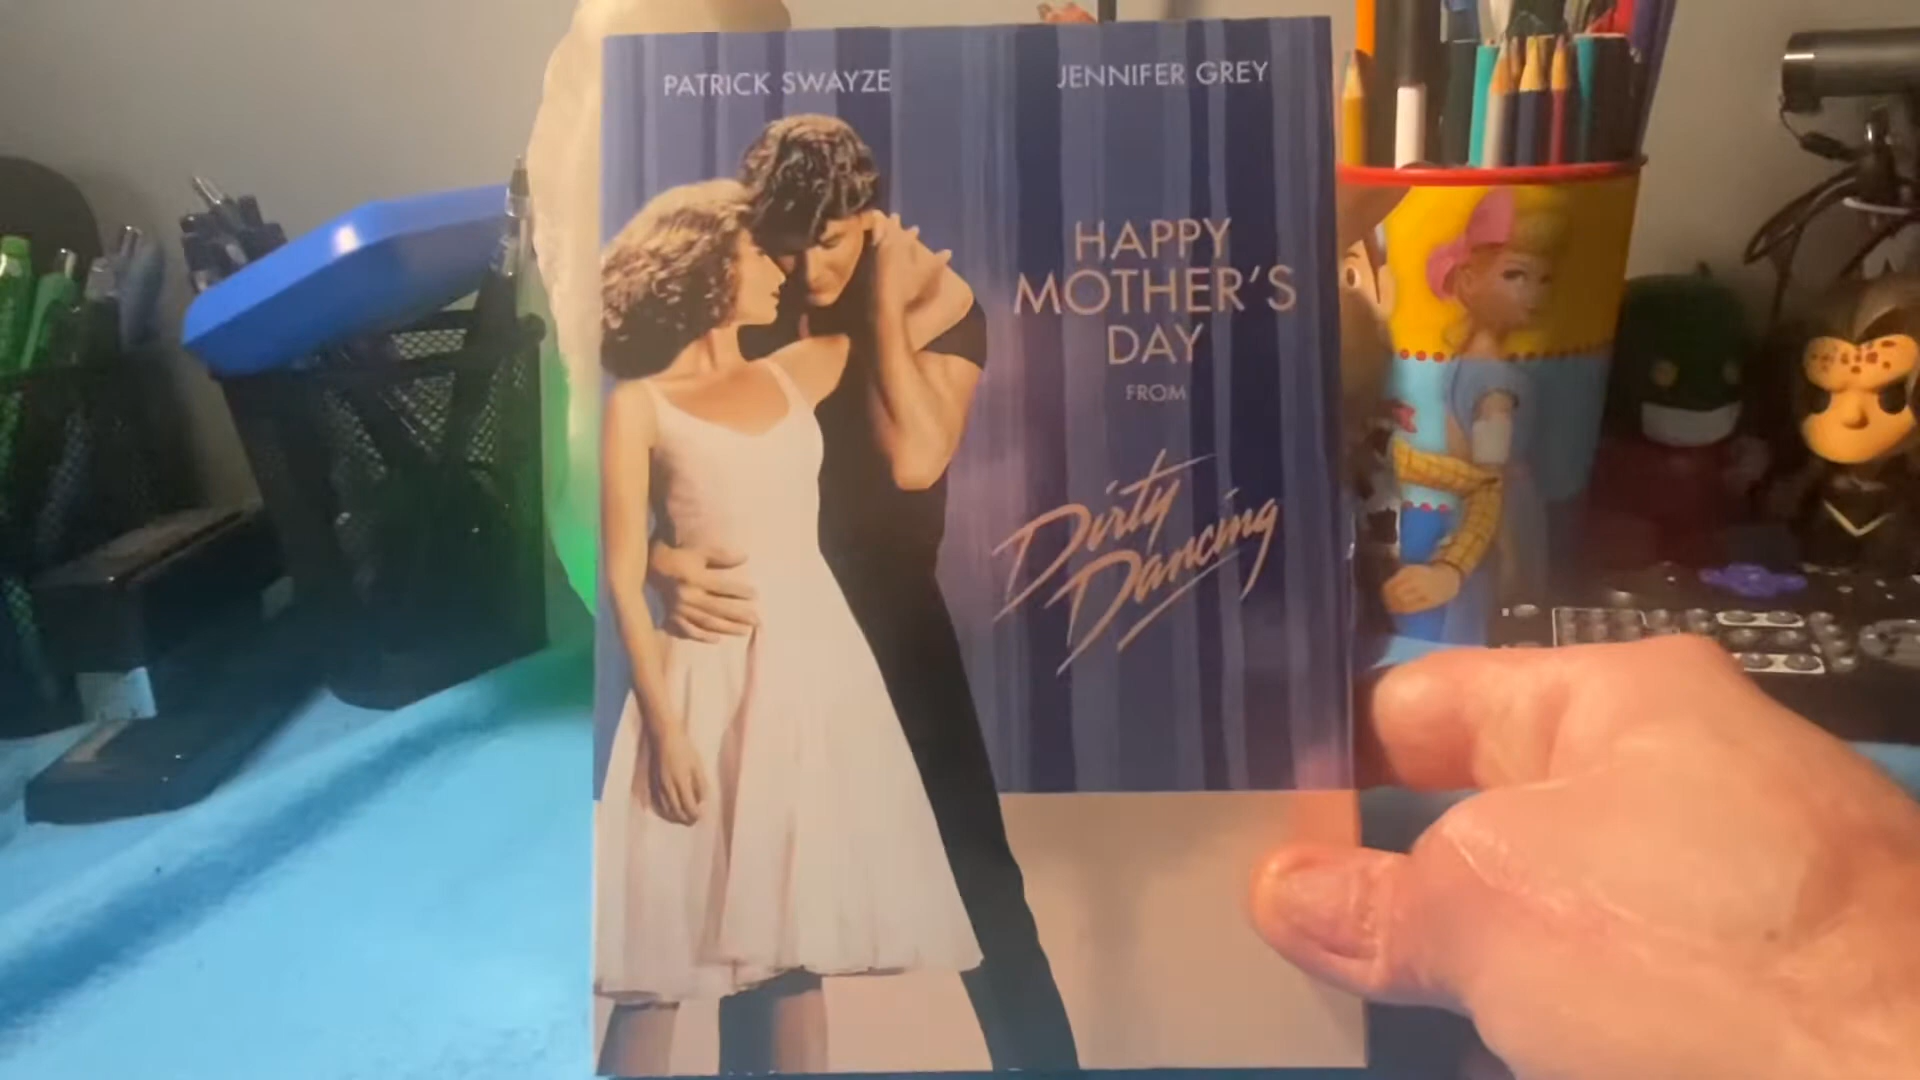 PATRICK SWAYZE
JENNIFER GREY
HAPPY
MOTHER'S
DAY
FROM
Dirty
Dancing